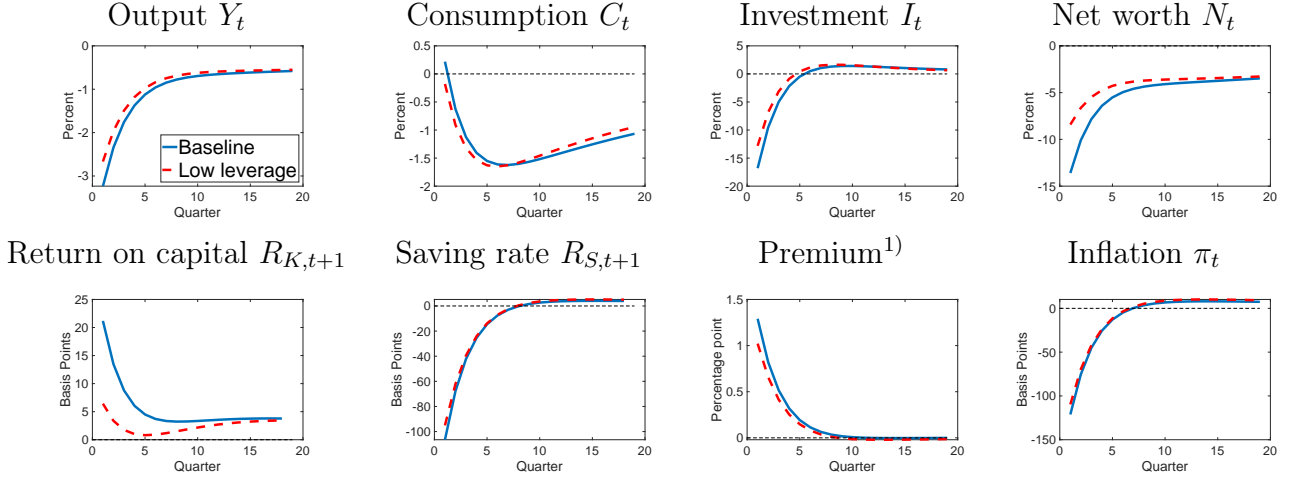 Output Y_t
Consumption C_t
Investment I_t
Net worth N_t
0
-1
-2
-3
Percent
0 5 10 15 20
Quarter
Baseline
Low leverage
0.5
0
-0.5
-1.0
-1.5
-2
Percent
0 5 10 15 20
Quarter
5
0
-5
-10
-15
-20
Percent
0 5 10 15 20
Quarter
0
-5
-10
-15
Percent
0 5 10 15 20
Quarter
Return on capital R_{K,t+1}
Saving rate R_{S,t+1}
Premium^{1)}
Inflation π_t
25
20
15
10
5
0
Basis Points
0 5 10 15 20
Quarter
0
-20
-40
-60
-80
-100
Basis Points
0 5 10 15 20
Quarter
1.5
1
0.5
0
Percentage point
0 5 10 15 20
Quarter
0
-50
-100
-150
Basis Points
0 5 10 15 20
Quarter